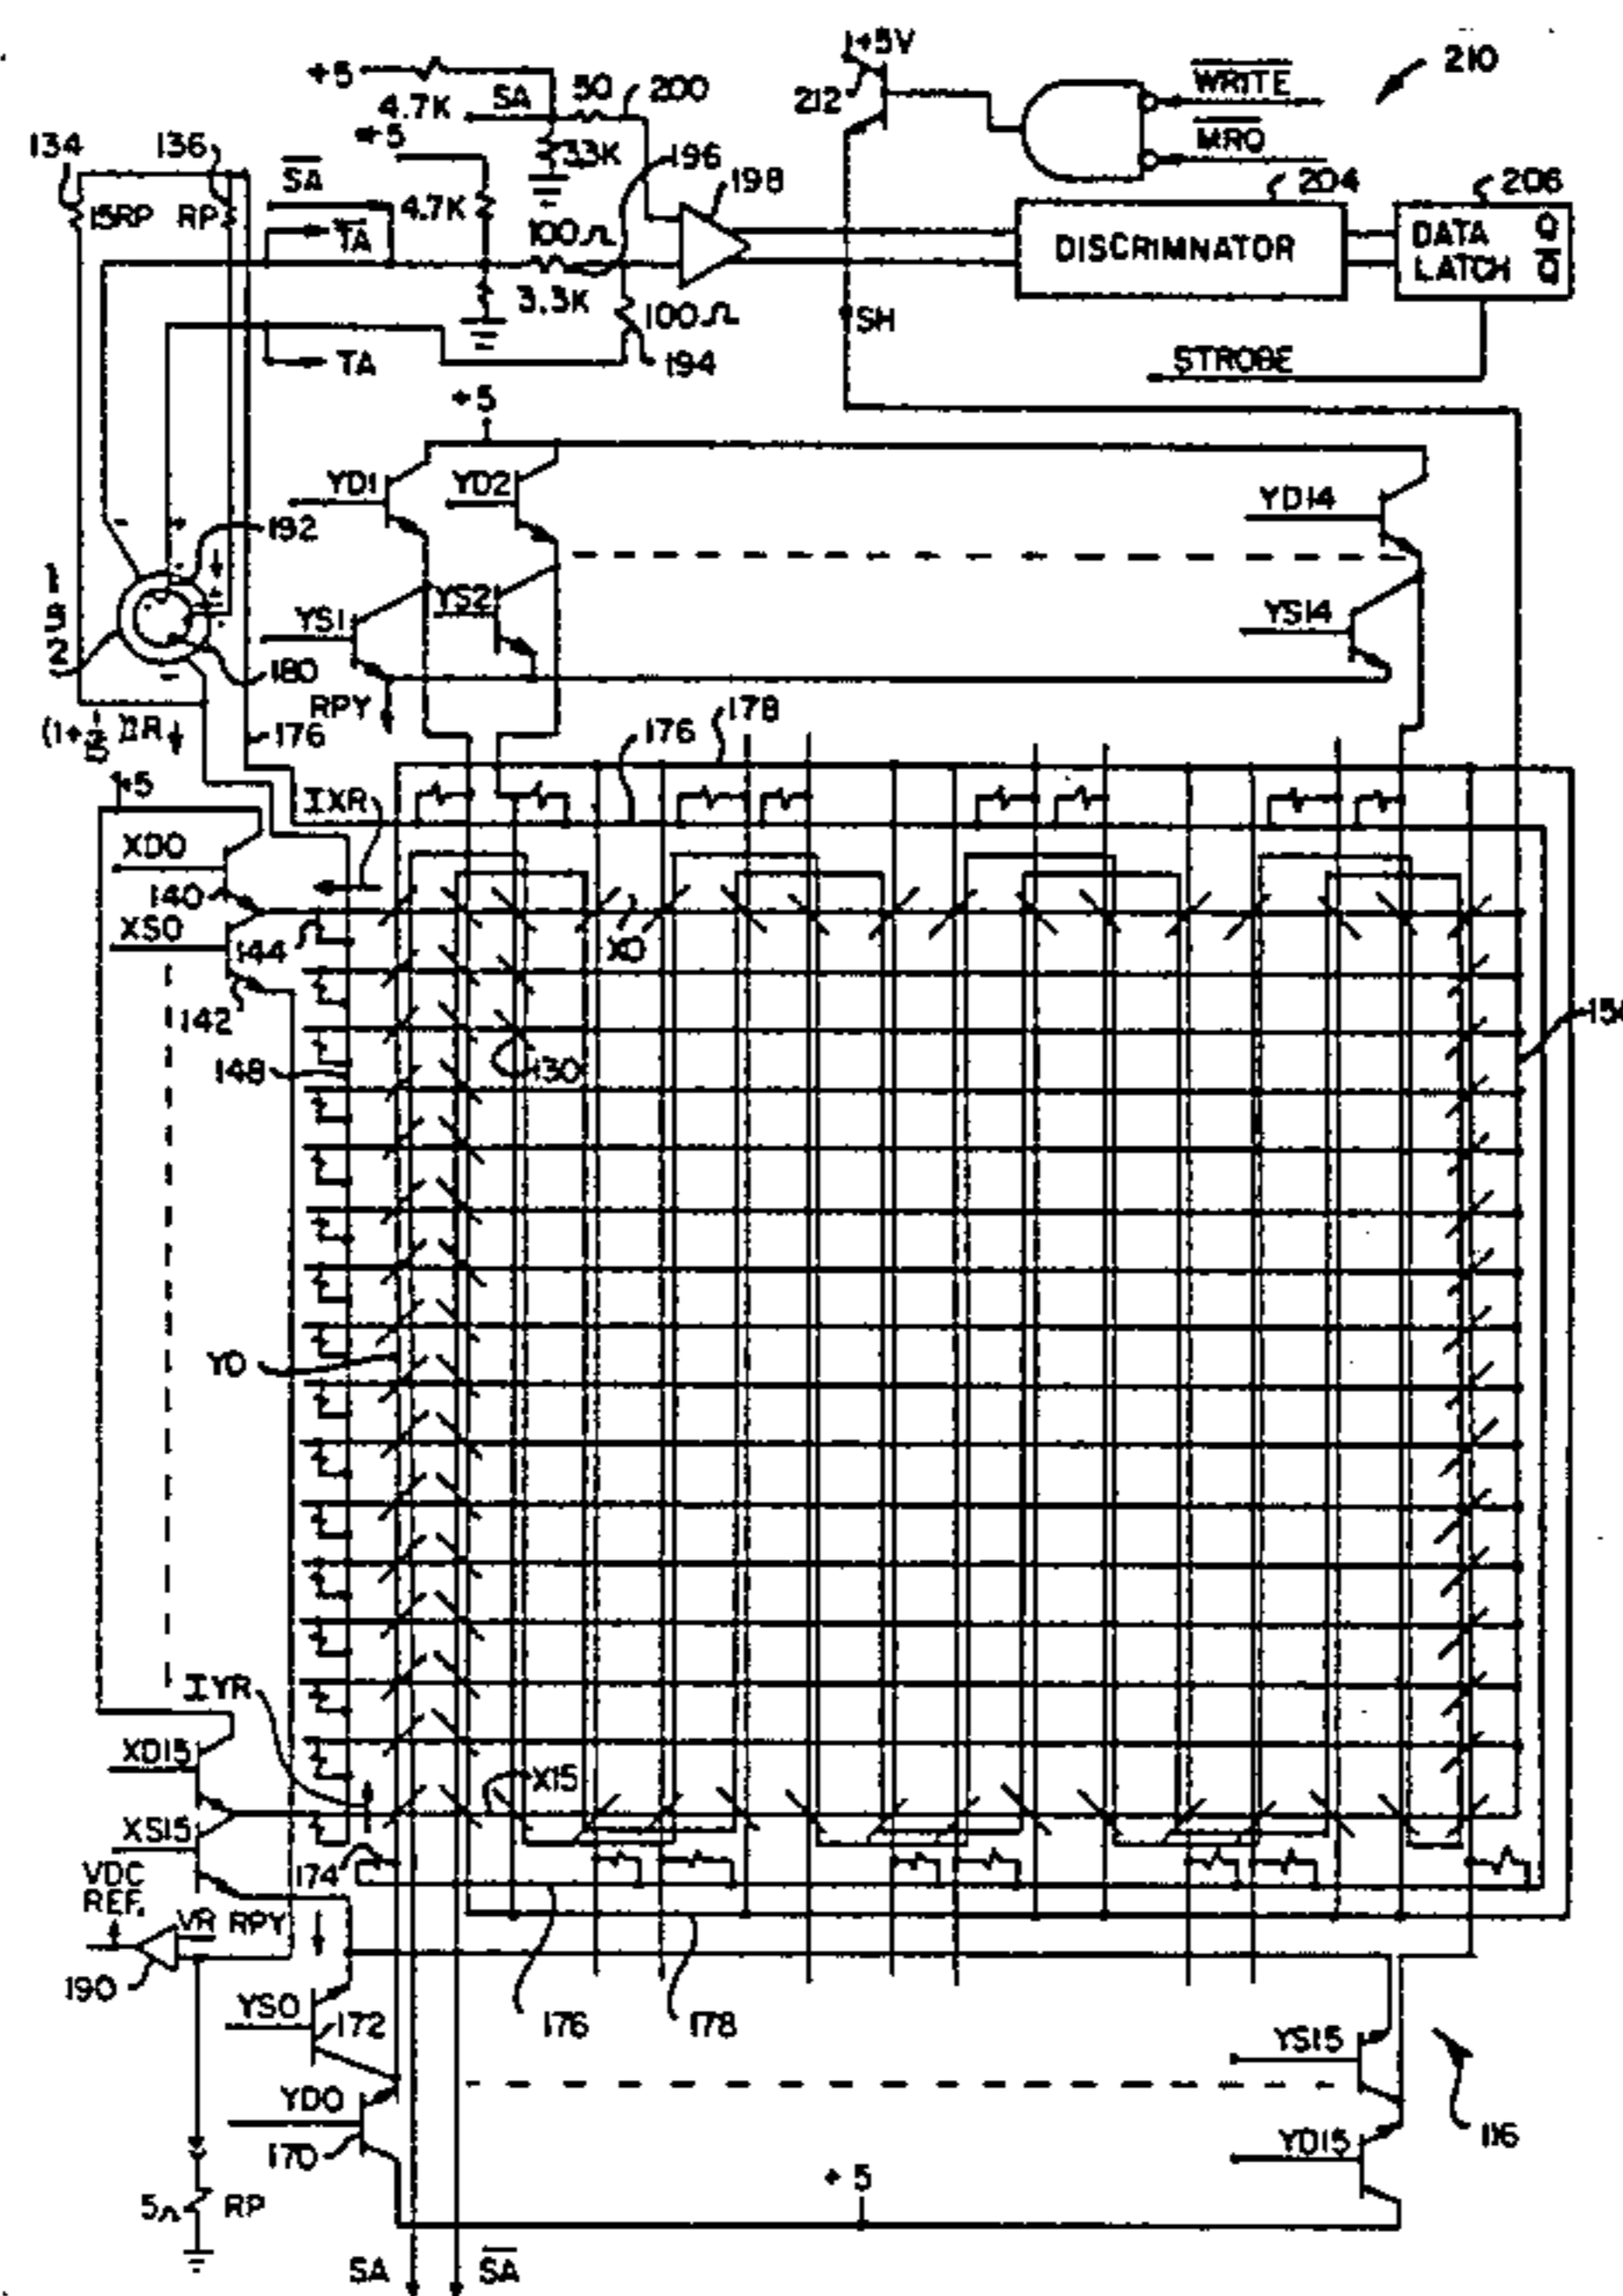 +5V
210
WRITE
212
MRQ
+5
SA
50
200
4.7K
+5
33K
134
136
SA
196
198
204
206
15RP
RP
TA
4.7K
100Ω
DISCRIMNATOR
DATA
LATCH
Q
Q
3.3K
100Ω
SH
TA
194
STROBE
+5
YD1
YD2
YD14
192
YS1
YS2
YS14
180
RPY
178
176
176
+5
IXR
XD0
140
XS0
144
X0
142
130
148
Y0
IYR
XD15
X15
XS15
VDC
REF.
174
VR
RPY
190
YS0
172
176
178
YS15
YD0
170
YD15
116
+5
5Ω
RP
SA
SA